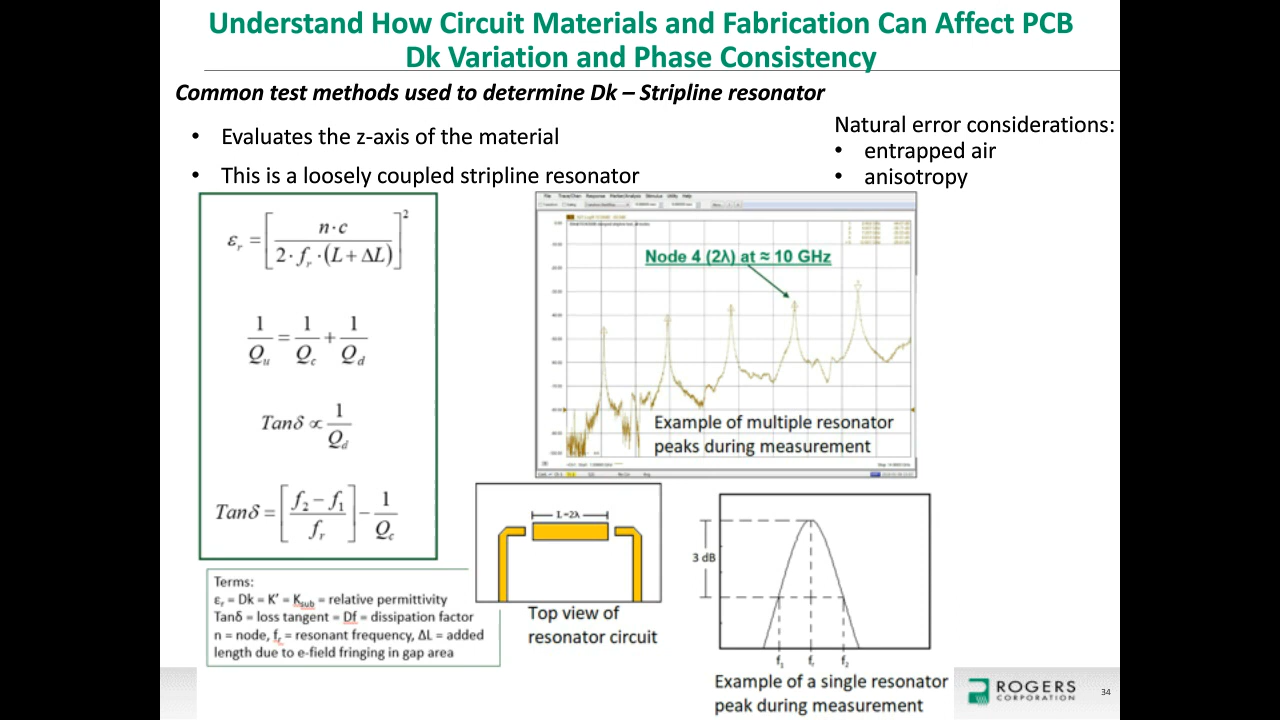 Understand How Circuit Materials and Fabrication Can Affect PCB
Dk Variation and Phase Consistency
Common test methods used to determine Dk – Stripline resonator
• Evaluates the z-axis of the material
• This is a loosely coupled stripline resonator
Natural error considerations:
• entrapped air
• anisotropy
εr = [n·c / 2·fr·(L+ΔL)]²
1/Qu = 1/Qc + 1/Qd
Tanδ ∝ 1/Qd
Tanδ = [f2 − f1 / fr] − 1/Qc
Node 4 (2λ) at ≈ 10 GHz
Example of multiple resonator
peaks during measurement
Terms:
εr = Dk = K' = Ksub = relative permittivity
Tanδ = loss tangent = Df = dissipation factor
n = node, fr = resonant frequency, ΔL = added
length due to e-field fringing in gap area
L=2λ
Top view of
resonator circuit
3 dB
f1 fr f2
Example of a single resonator
peak during measurement
ROGERS
CORPORATION
34